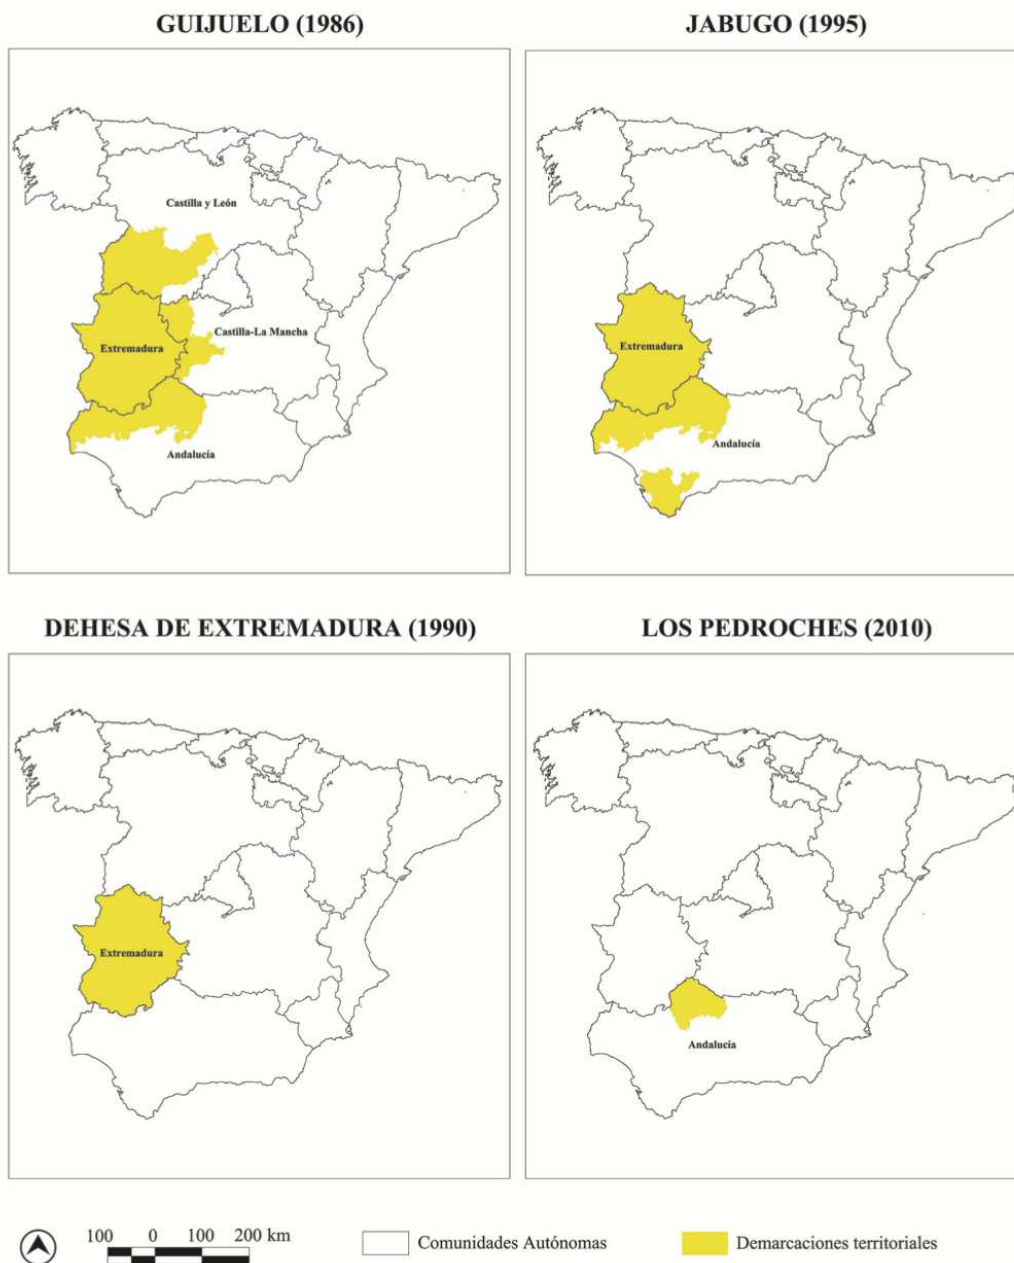 GUIJUELO (1986)
Castilla y León
Castilla-La Mancha
Extremadura
Andalucía
JABUGO (1995)
Extremadura
Andalucía
DEHESA DE EXTREMADURA (1990)
Extremadura
LOS PEDROCHES (2010)
Andalucía
100 0 100 200 km
Comunidades Autónomas
Demarcaciones territoriales